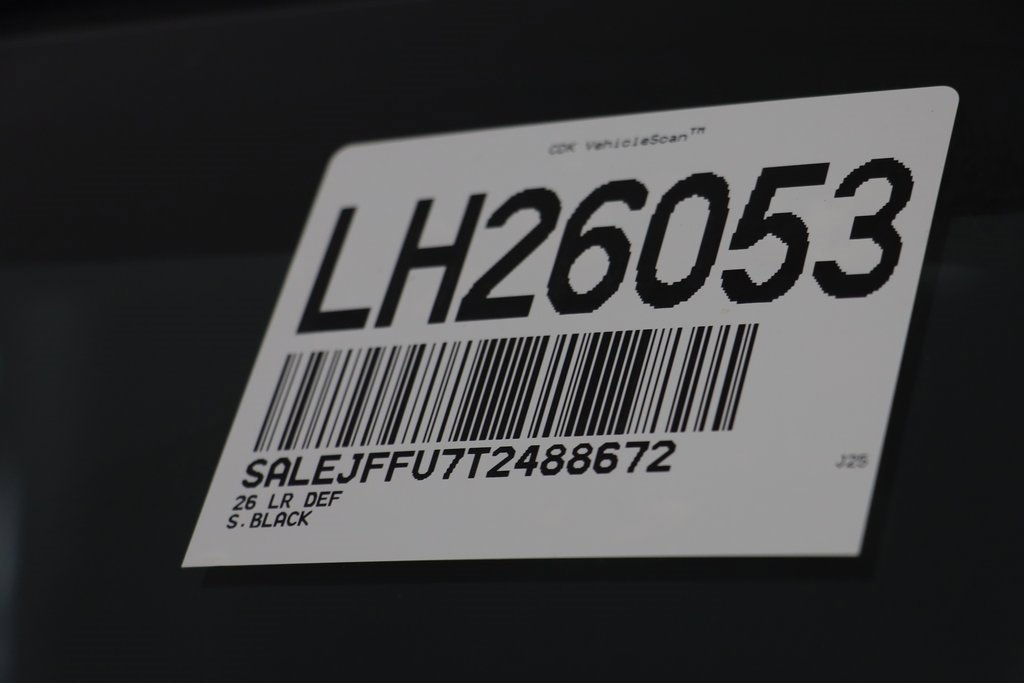 CDK VehicleScan™
LH26053
SALEJFFU7T2488672
26 LR DEF
S.BLACK
J25